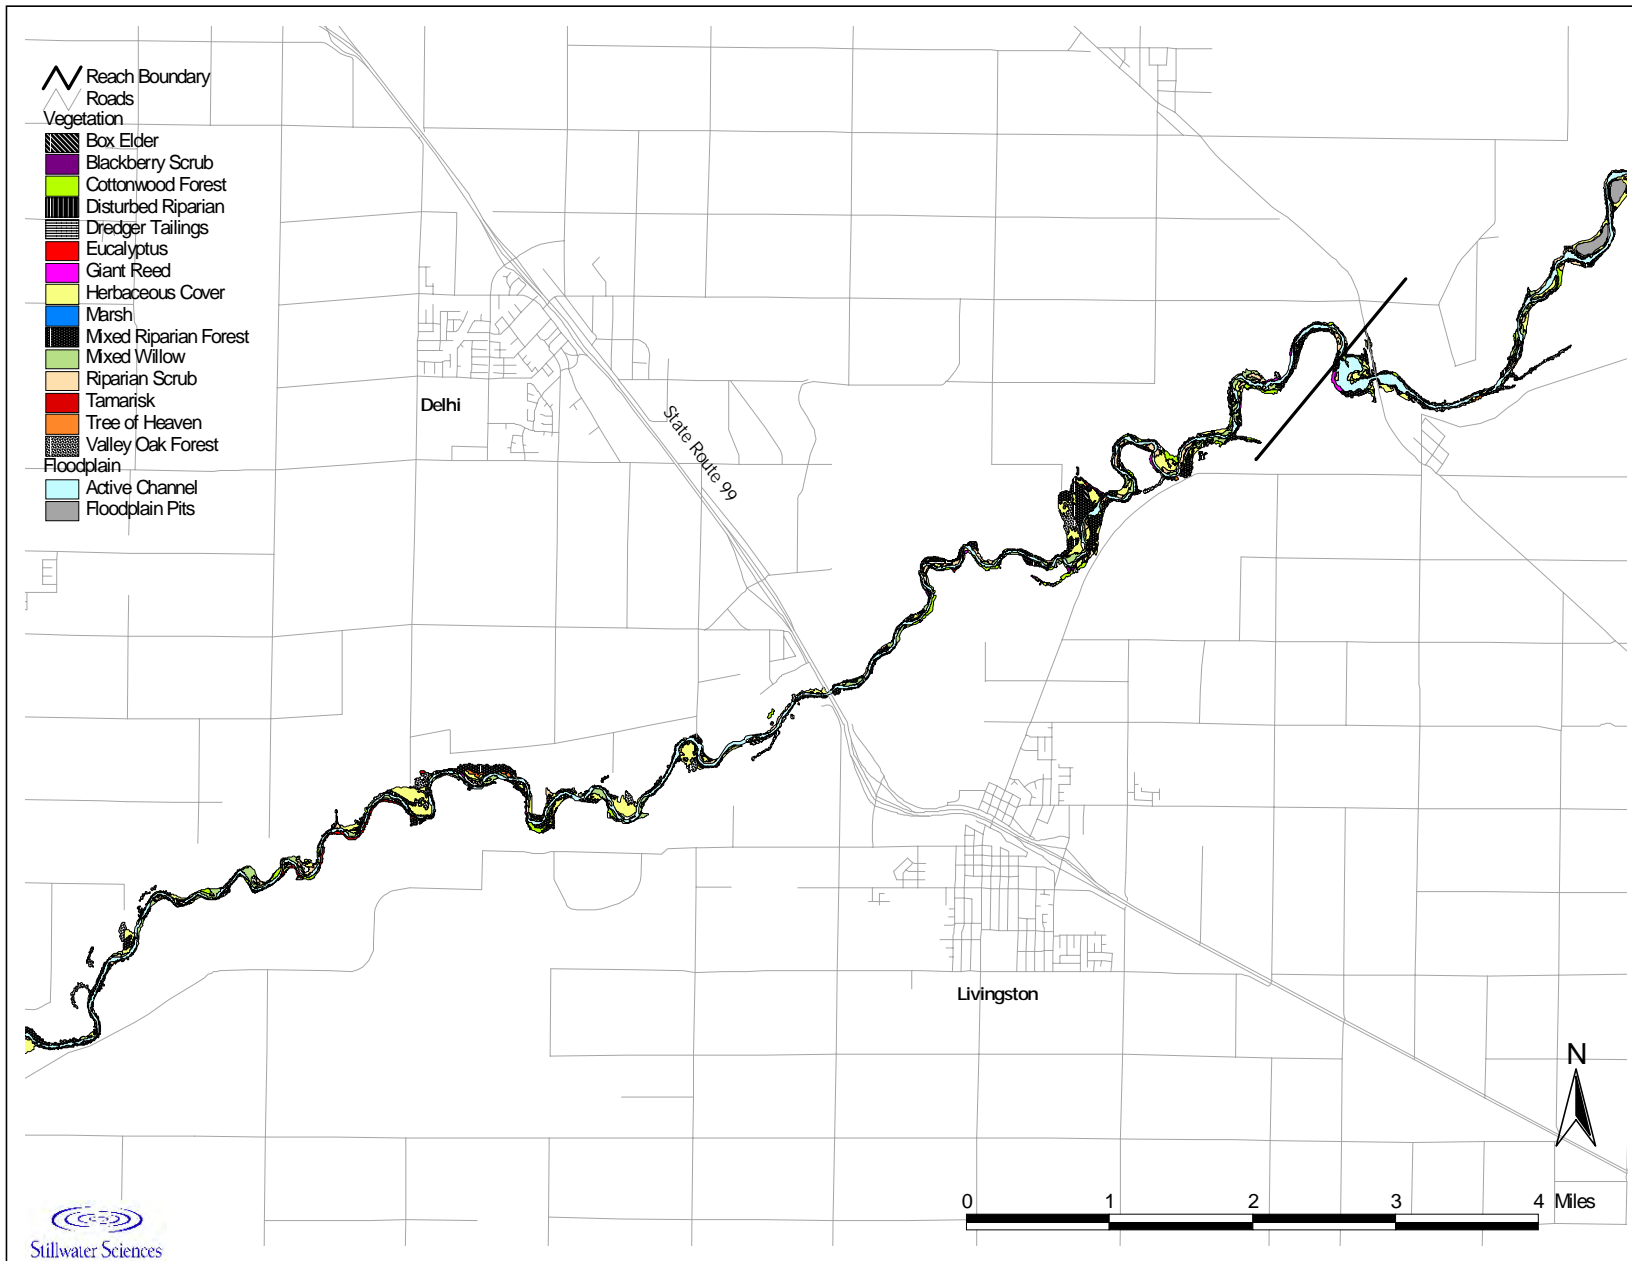 Reach Boundary
Roads
Vegetation
Box Elder
Blackberry Scrub
Cottonwood Forest
Disturbed Riparian
Dredger Tailings
Eucalyptus
Giant Reed
Herbaceous Cover
Marsh
Mixed Riparian Forest
Mixed Willow
Riparian Scrub
Tamarisk
Tree of Heaven
Valley Oak Forest
Floodplain
Active Channel
Floodplain Pits
Delhi
State Route 99
Livingston
N
0 1 2 3 4 Miles
Stillwater Sciences